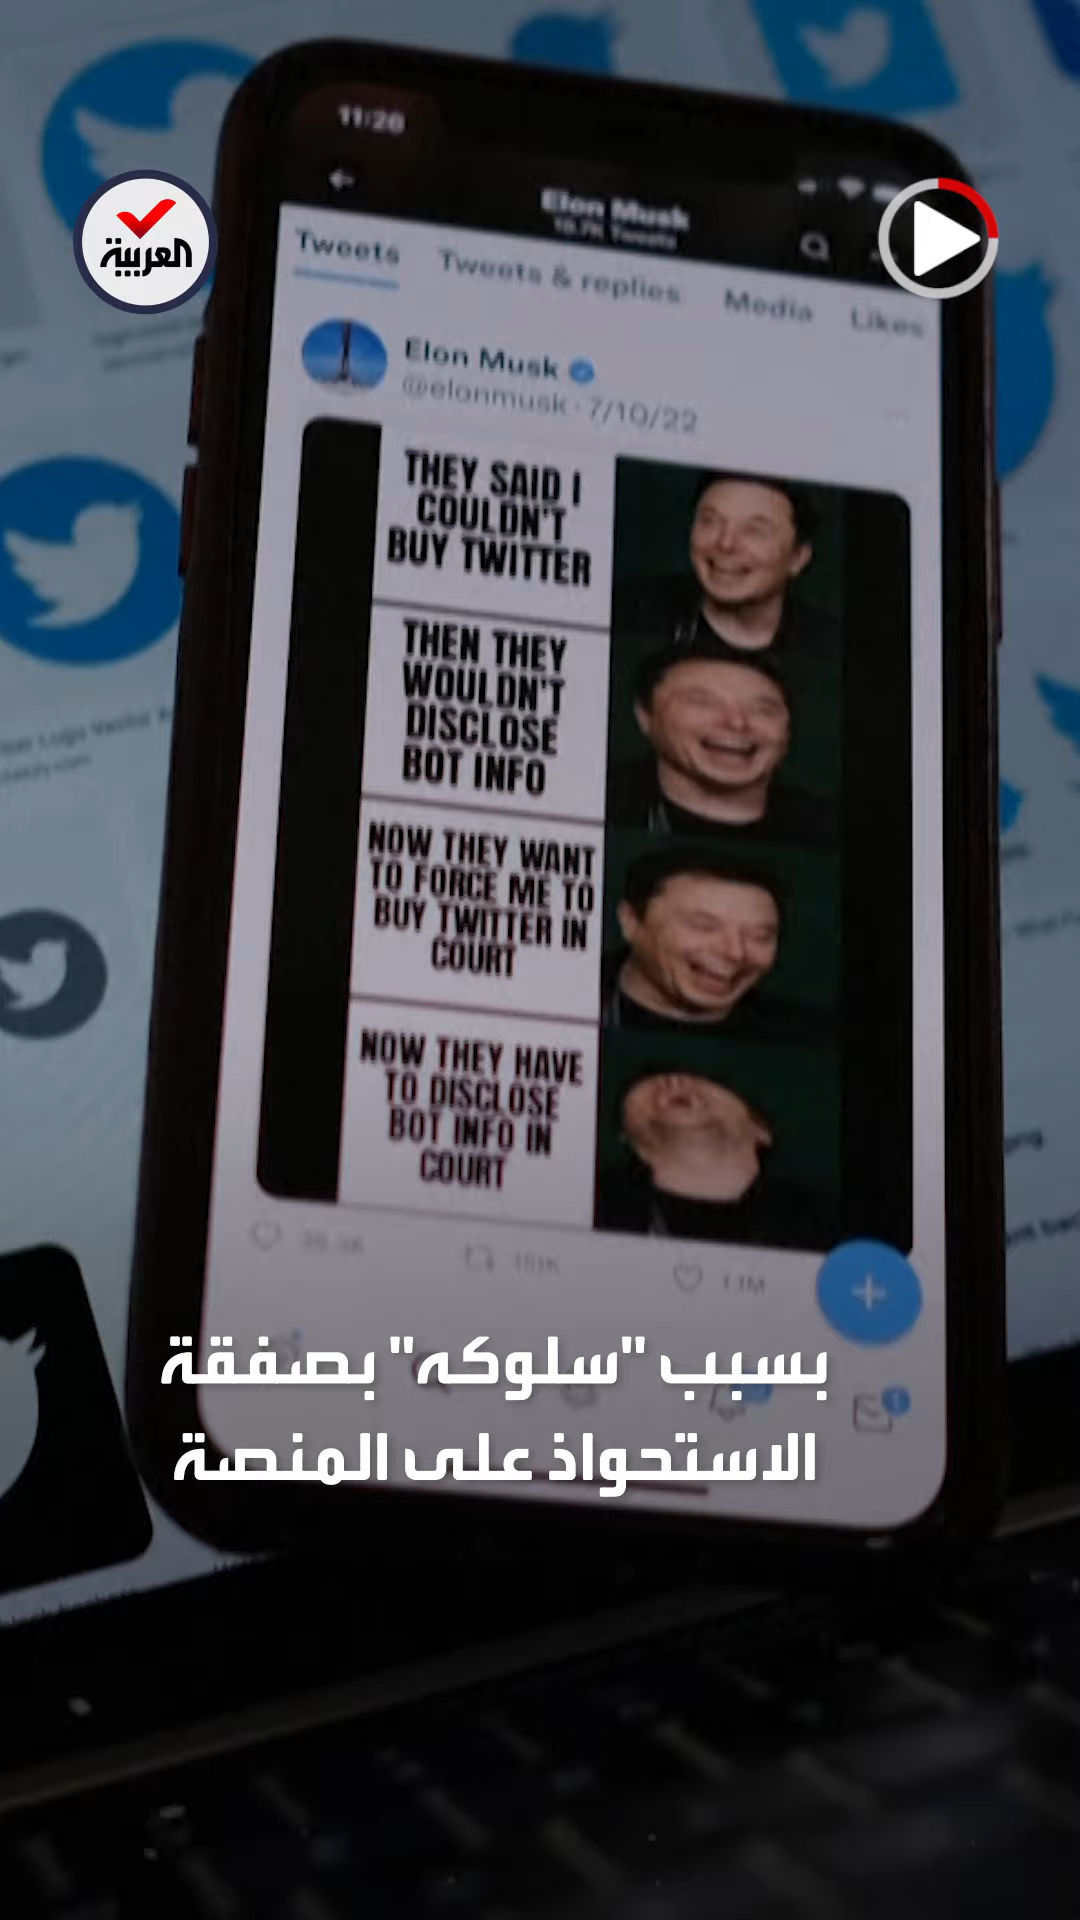 11:26
العربية
Elon Musk
Tweets
Tweets & replies
Media
Likes
Elon Musk
@elonmusk · 7/10/22
THEY SAID I
COULDN'T
BUY TWITTER
THEN THEY
WOULDN'T
DISCLOSE
BOT INFO
NOW THEY WANT
TO FORCE ME TO
BUY TWITTER IN
COURT
NOW THEY HAVE
TO DISCLOSE
BOT INFO IN
COURT
بسبب "سلوكه" بصفقة
الاستحواذ على المنصة